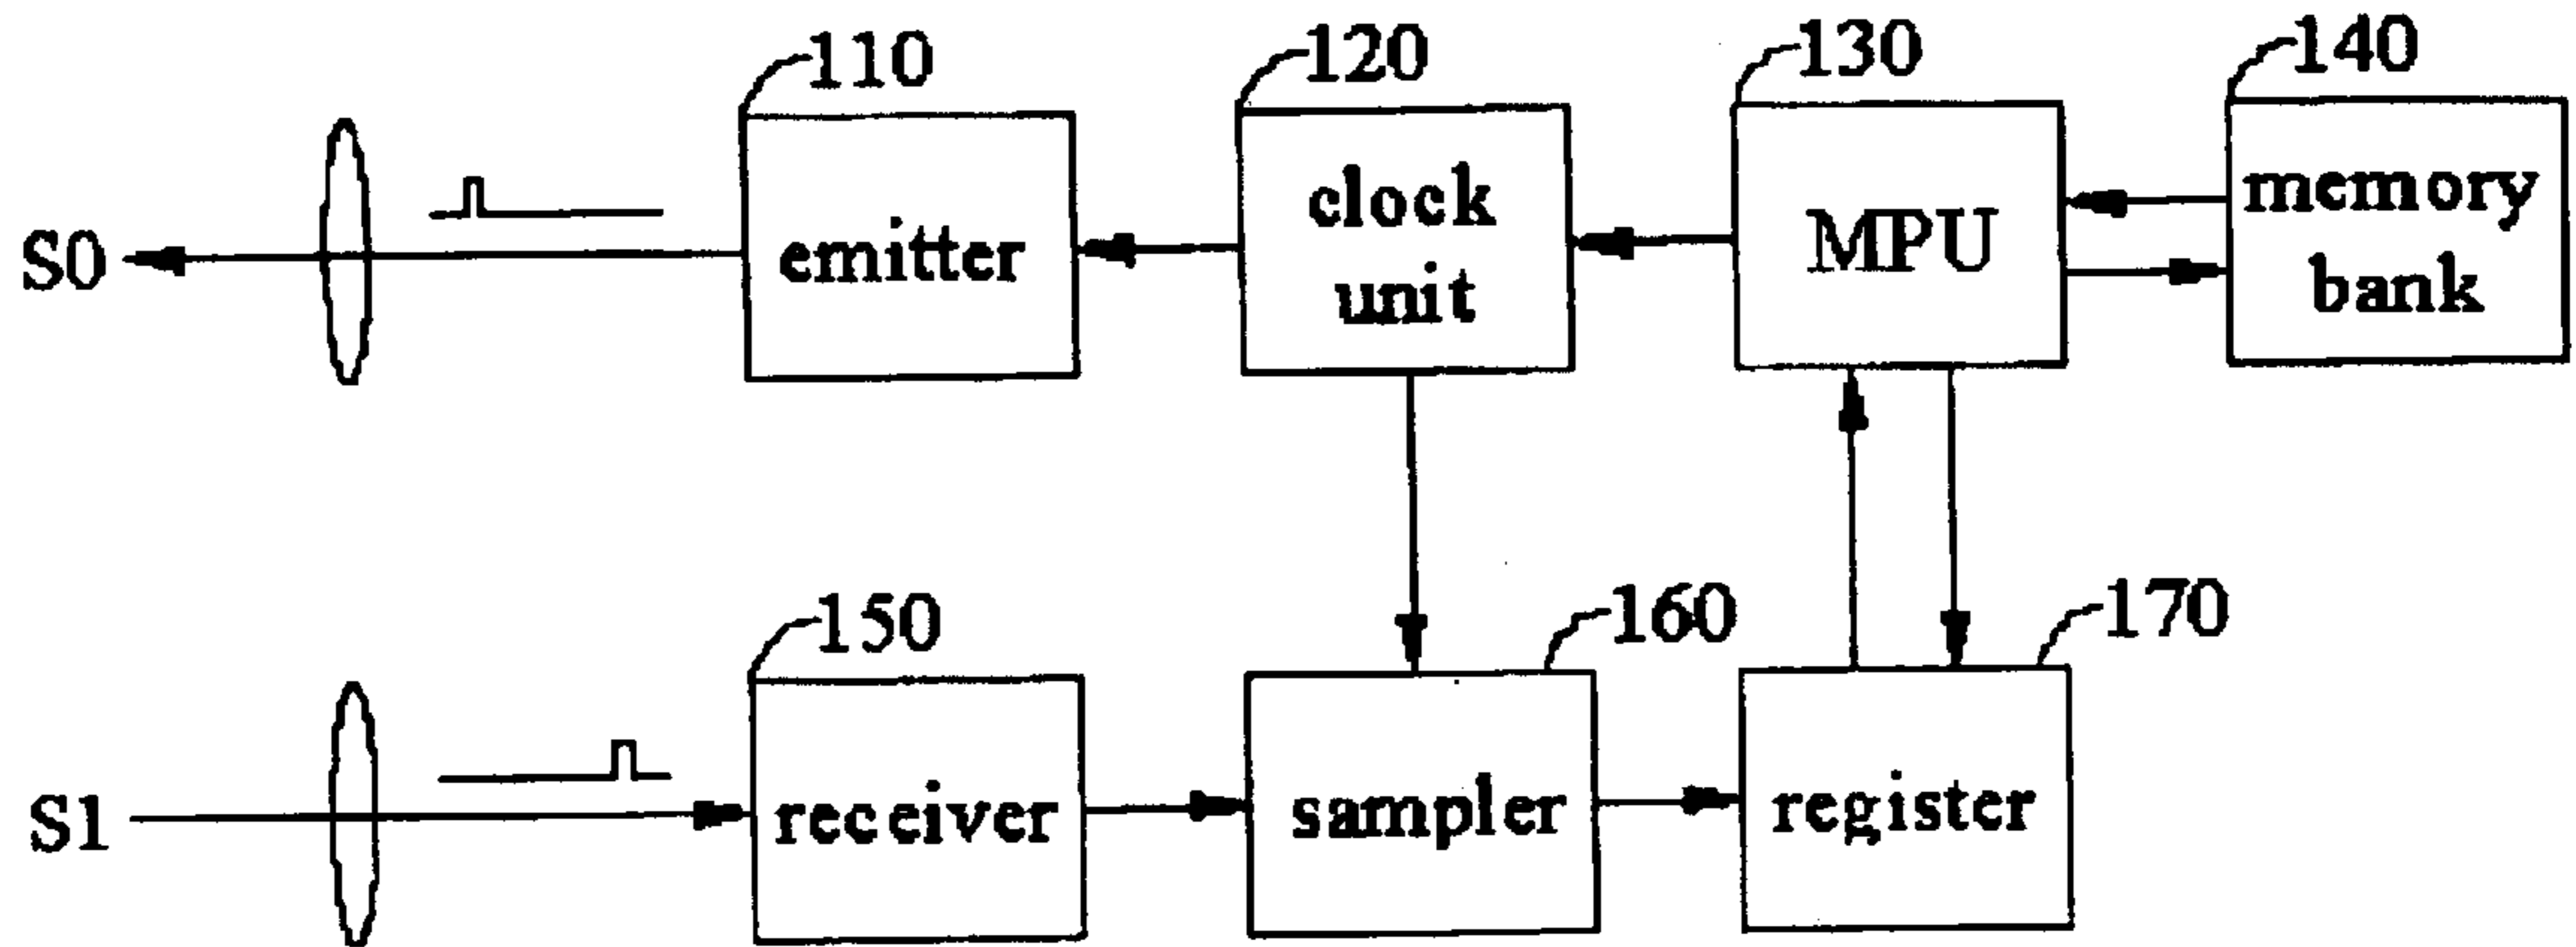 110
120
130
140
S0
emitter
clock
unit
MPU
memory
bank
150
160
170
S1
receiver
sampler
register